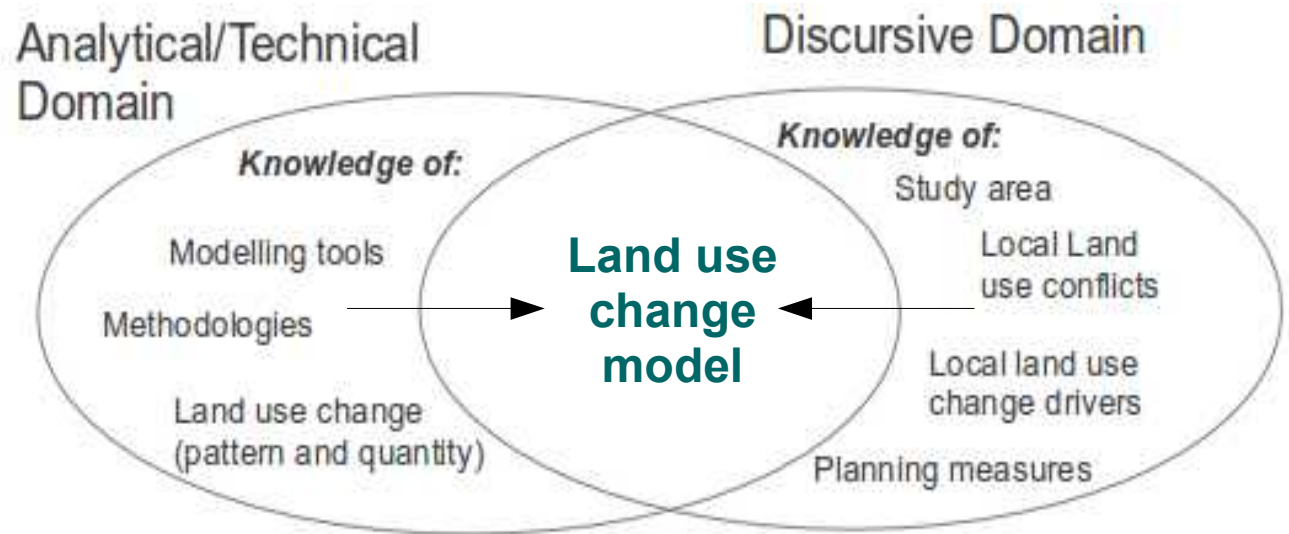 Analytical/Technical
Domain
Discursive Domain
Knowledge of:
Modelling tools
Methodologies
Land use change
(pattern and quantity)
Land use
change
model
Knowledge of:
Study area
Local Land
use conflicts
Local land use
change drivers
Planning measures